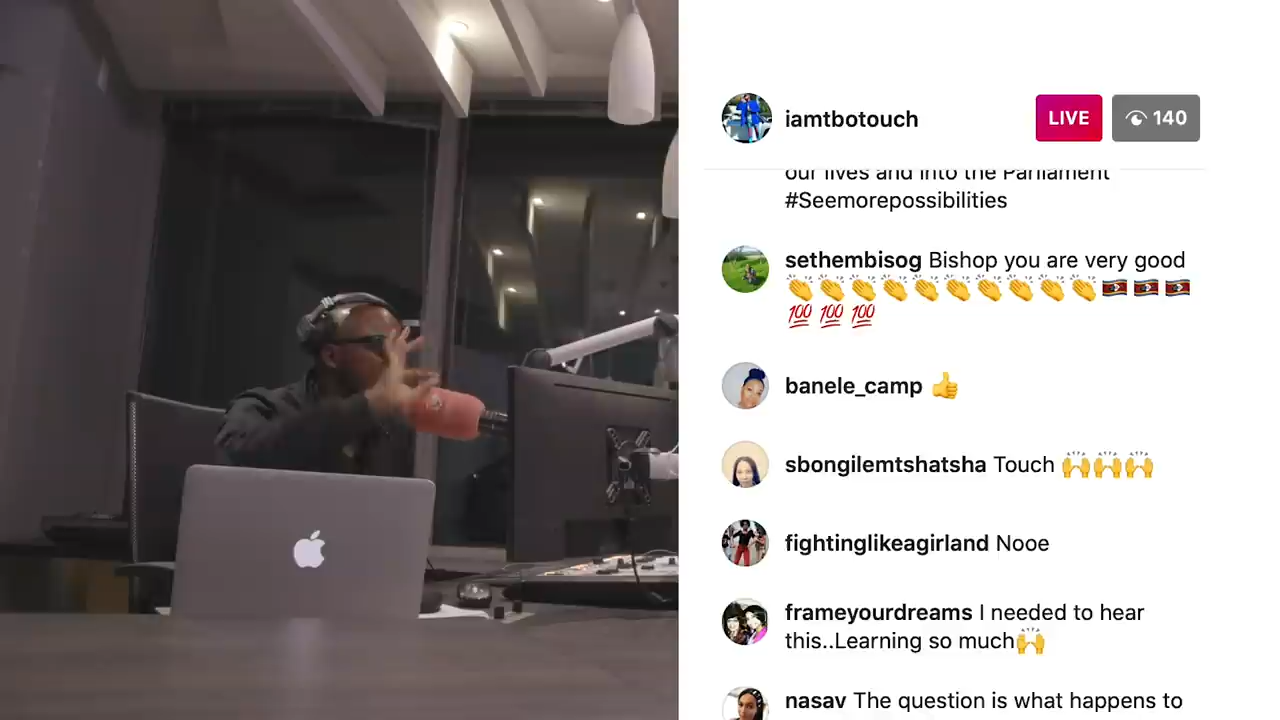 iamtbotouch
LIVE
140
our lives and into the Parliament
#Seemorepossibilities
sethembisog Bishop you are very good
👏👏👏👏👏👏👏👏👏👏🇸🇿🇸🇿🇸🇿
💯💯💯
banele_camp 👍
sbongilemtshatsha Touch 🙌🙌🙌
fightinglikeagirland Nooe
frameyourdreams I needed to hear
this..Learning so much🙌
nasav The question is what happens to